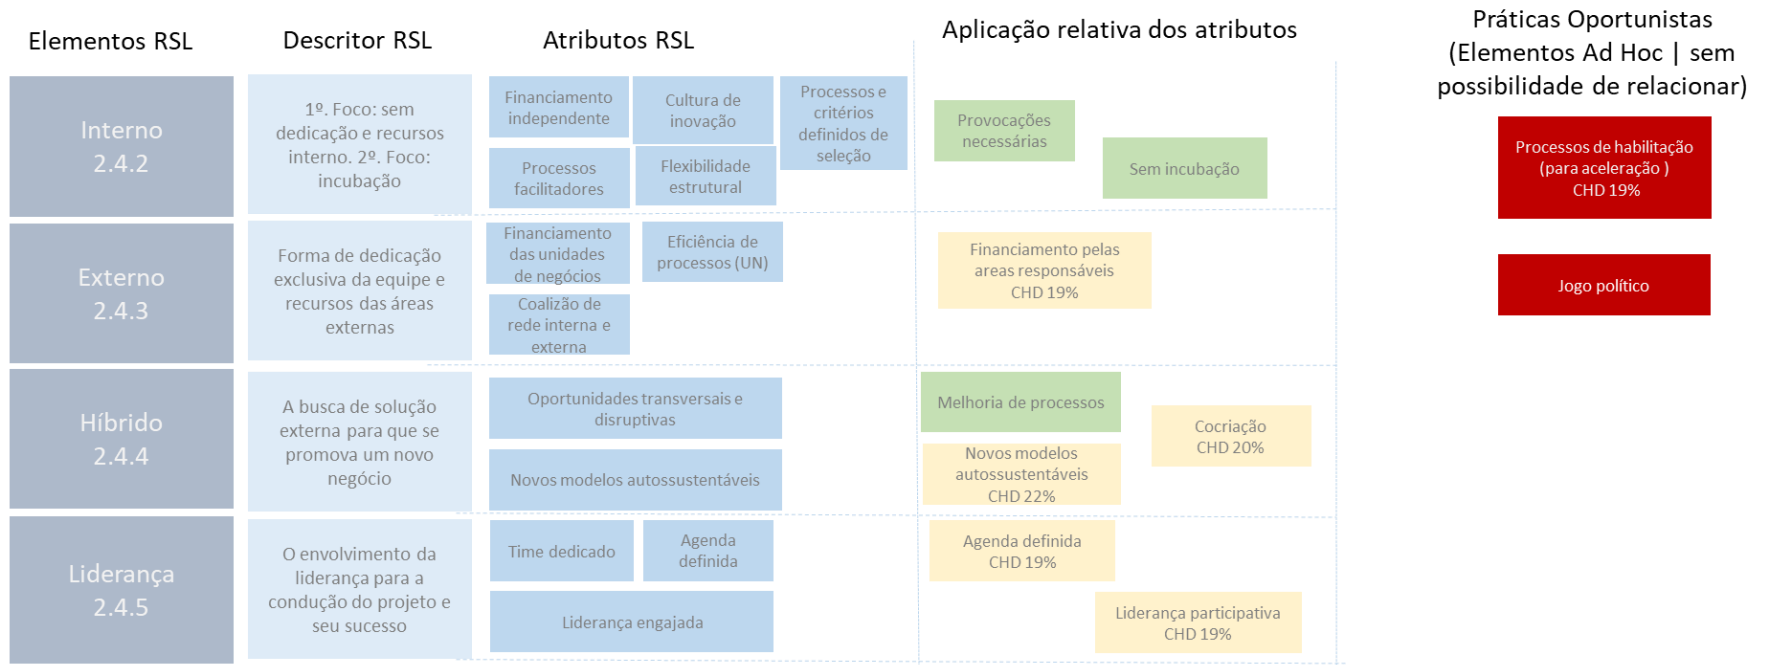 Elementos RSL
Descritor RSL
Atributos RSL
Aplicação relativa dos atributos
Práticas Oportunistas
(Elementos Ad Hoc | sem
possibilidade de relacionar)
Interno
2.4.2
1º. Foco: sem
dedicação e recursos
interno. 2º. Foco:
incubação
Financiamento
independente
Cultura de
inovação
Processos e
critérios
definidos de
seleção
Processos
facilitadores
Flexibilidade
estrutural
Provocações
necessárias
Sem incubação
Processos de habilitação
(para aceleração )
CHD 19%
Externo
2.4.3
Forma de dedicação
exclusiva da equipe e
recursos das áreas
externas
Financiamento
das unidades
de negócios
Eficiência de
processos (UN)
Coalizão de
rede interna e
externa
Financiamento pelas
areas responsáveis
CHD 19%
Jogo político
Híbrido
2.4.4
A busca de solução
externa para que se
promova um novo
negócio
Oportunidades transversais e
disruptivas
Novos modelos autossustentáveis
Melhoria de processos
Cocriação
CHD 20%
Novos modelos
autossustentáveis
CHD 22%
Liderança
2.4.5
O envolvimento da
liderança para a
condução do projeto e
seu sucesso
Time dedicado
Agenda
definida
Liderança engajada
Agenda definida
CHD 19%
Liderança participativa
CHD 19%